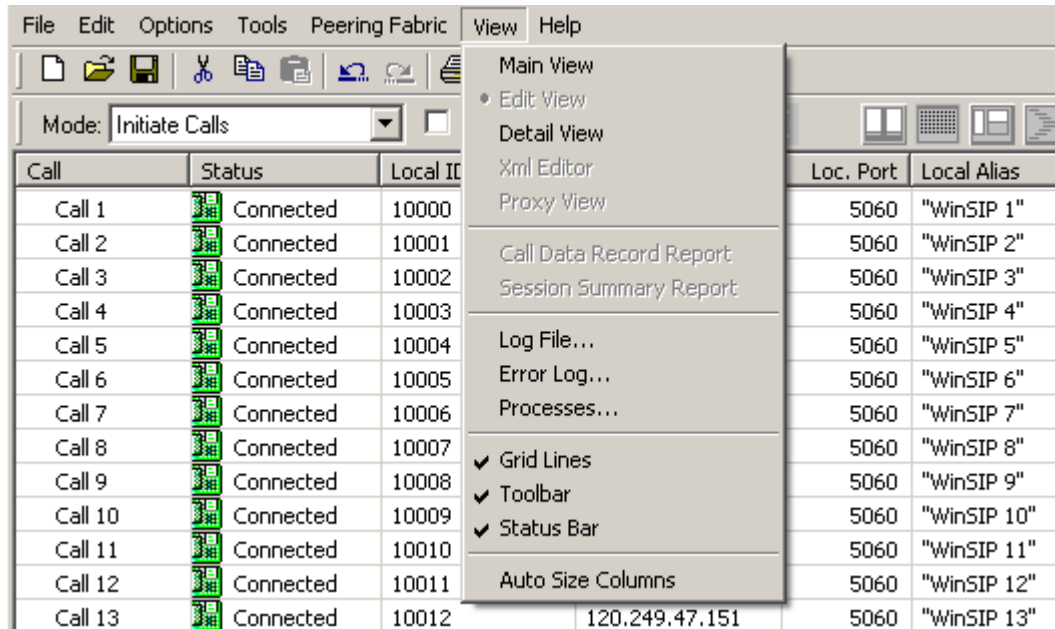 File Edit Options Tools Peering Fabric View Help
Main View
Edit View
Detail View
Xml Editor
Proxy View
Call Data Record Report
Session Summary Report
Log File...
Error Log...
Processes...
Grid Lines
Toolbar
Status Bar
Auto Size Columns
Mode: Initiate Calls
Call Status Local Loc. Port Local Alias
Call 1 Connected 10000 5060 "WinSIP 1"
Call 2 Connected 10001 5060 "WinSIP 2"
Call 3 Connected 10002 5060 "WinSIP 3"
Call 4 Connected 10003 5060 "WinSIP 4"
Call 5 Connected 10004 5060 "WinSIP 5"
Call 6 Connected 10005 5060 "WinSIP 6"
Call 7 Connected 10006 5060 "WinSIP 7"
Call 8 Connected 10007 5060 "WinSIP 8"
Call 9 Connected 10008 5060 "WinSIP 9"
Call 10 Connected 10009 5060 "WinSIP 10"
Call 11 Connected 10010 5060 "WinSIP 11"
Call 12 Connected 10011 5060 "WinSIP 12"
Call 13 Connected 10012 120.249.47.151 5060 "WinSIP 13"